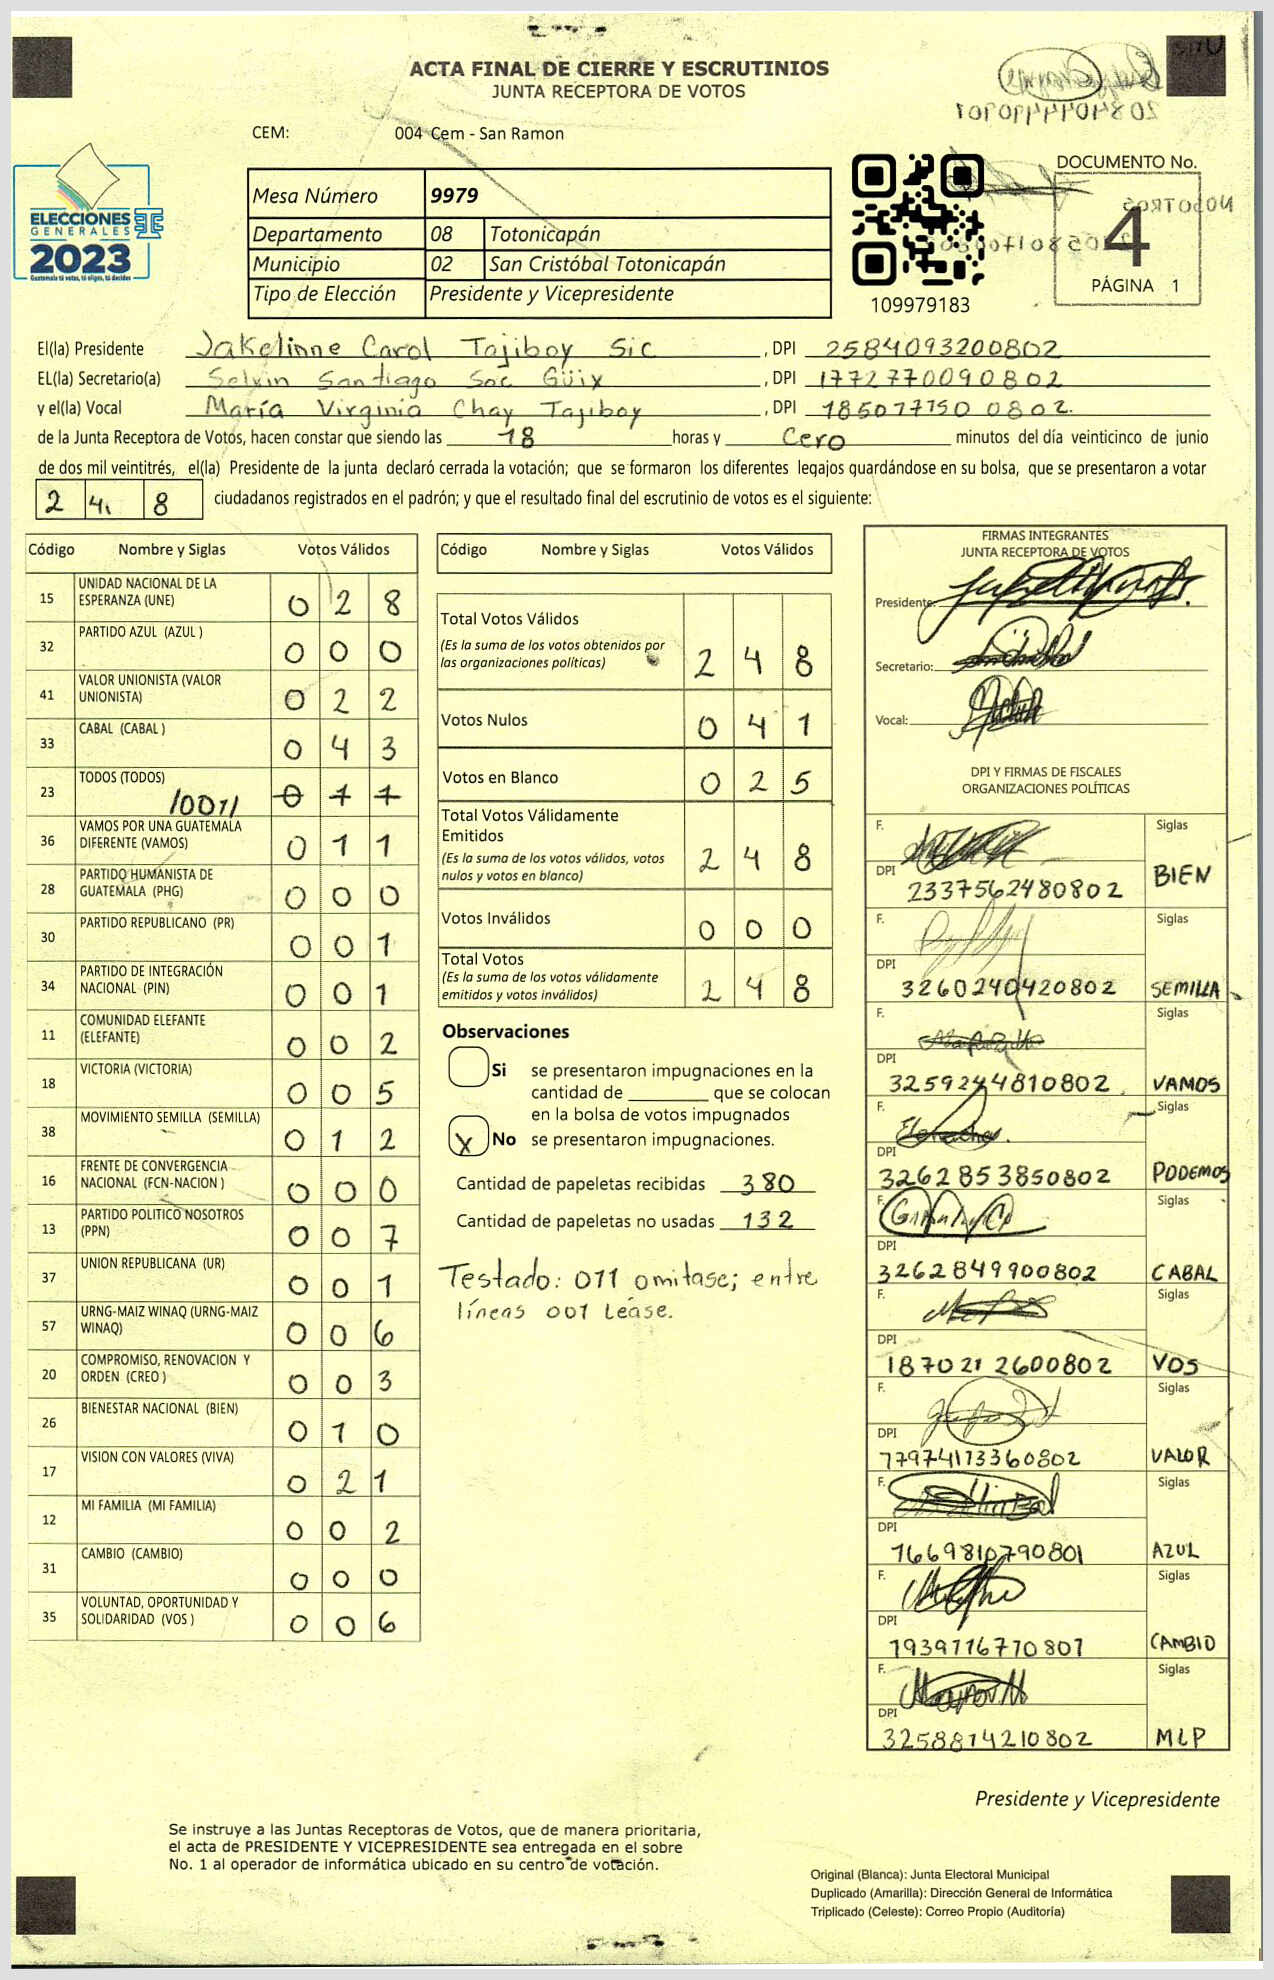 ACTA FINAL DE CIERRE Y ESCRUTINIOS
JUNTA RECEPTORA DE VOTOS
CEM: 004 Cem - San Ramon
ELECCIONES
GENERALES
2023
Guatemala tú votas, tú eliges, tú decides
Mesa Número 9979
Departamento 08 Totonicapán
Municipio 02 San Cristóbal Totonicapán
Tipo de Elección Presidente y Vicepresidente
109979183
DOCUMENTO No.
4
PÁGINA 1
El(la) Presidente Jakelinne Carol Tajiboy Sic , DPI 2584093200802
EL(la) Secretario(a) Selvin Santiago Soc Güix , DPI 1772770090802
y el(la) Vocal María Virginia Chay Tajiboy , DPI 1850771500802.
de la Junta Receptora de Votos, hacen constar que siendo las 18 horas y Cero minutos del día veinticinco de junio
de dos mil veintitrés, el(la) Presidente de la junta declaró cerrada la votación; que se formaron los diferentes legajos guardándose en su bolsa, que se presentaron a votar
2 4 8 ciudadanos registrados en el padrón; y que el resultado final del escrutinio de votos es el siguiente:
Código Nombre y Siglas Votos Válidos
15 UNIDAD NACIONAL DE LA ESPERANZA (UNE) 0 2 8
32 PARTIDO AZUL (AZUL ) 0 0 0
41 VALOR UNIONISTA (VALOR UNIONISTA) 0 2 2
33 CABAL (CABAL ) 0 4 3
23 TODOS (TODOS) /001/ 0 1 1
36 VAMOS POR UNA GUATEMALA DIFERENTE (VAMOS) 0 1 1
28 PARTIDO HUMANISTA DE GUATEMALA (PHG) 0 0 0
30 PARTIDO REPUBLICANO (PR) 0 0 1
34 PARTIDO DE INTEGRACIÓN NACIONAL (PIN) 0 0 1
11 COMUNIDAD ELEFANTE (ELEFANTE) 0 0 2
18 VICTORIA (VICTORIA) 0 0 5
38 MOVIMIENTO SEMILLA (SEMILLA) 0 1 2
16 FRENTE DE CONVERGENCIA NACIONAL (FCN-NACION ) 0 0 0
13 PARTIDO POLITICO NOSOTROS (PPN) 0 0 7
37 UNION REPUBLICANA (UR) 0 0 1
57 URNG-MAIZ WINAQ (URNG-MAIZ WINAQ) 0 0 6
20 COMPROMISO, RENOVACION Y ORDEN (CREO ) 0 0 3
26 BIENESTAR NACIONAL (BIEN) 0 1 0
17 VISION CON VALORES (VIVA) 0 2 1
12 MI FAMILIA (MI FAMILIA) 0 0 2
31 CAMBIO (CAMBIO) 0 0 0
35 VOLUNTAD, OPORTUNIDAD Y SOLIDARIDAD (VOS ) 0 0 6
Código Nombre y Siglas Votos Válidos
Total Votos Válidos
(Es la suma de los votos obtenidos por
las organizaciones políticas) 2 4 8
Votos Nulos 0 4 1
Votos en Blanco 0 2 5
Total Votos Válidamente
Emitidos
(Es la suma de los votos válidos, votos
nulos y votos en blanco) 2 4 8
Votos Inválidos 0 0 0
Total Votos
(Es la suma de los votos válidamente
emitidos y votos inválidos) 2 4 8
Observaciones
Si se presentaron impugnaciones en la
cantidad de ________ que se colocan
en la bolsa de votos impugnados
X No se presentaron impugnaciones.
Cantidad de papeletas recibidas 380
Cantidad de papeletas no usadas 132
Testado: 011 omitase; entre
líneas 001 Léase.
FIRMAS INTEGRANTES
JUNTA RECEPTORA DE VOTOS
Presidente:
Secretario:
Vocal:
DPI Y FIRMAS DE FISCALES
ORGANIZACIONES POLÍTICAS
F. Siglas
DPI 2337562480802 BIEN
F. Siglas
DPI 3260240420802 SEMILLA
F. Siglas
DPI 3259244810802 VAMOS
F. Siglas
DPI 3262853850802 PODEMOS
F. Siglas
DPI 3262849900802 CABAL
F. Siglas
DPI 1870212600802 VOS
F. Siglas
DPI 77974173360802 VALOR
F. Siglas
DPI 1669810790801 AZUL
F. Siglas
DPI 1939116770801 CAMBIO
F. Siglas
DPI 3258814210802 MLP
Presidente y Vicepresidente
Se instruye a las Juntas Receptoras de Votos, que de manera prioritaria,
el acta de PRESIDENTE Y VICEPRESIDENTE sea entregada en el sobre
No. 1 al operador de informática ubicado en su centro de votación.
Original (Blanca): Junta Electoral Municipal
Duplicado (Amarilla): Dirección General de Informática
Triplicado (Celeste): Correo Propio (Auditoría)